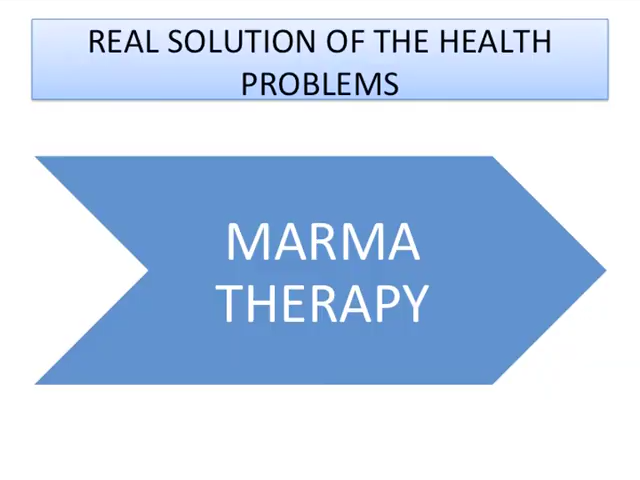 REAL SOLUTION OF THE HEALTH
PROBLEMS
MARMA
THERAPY